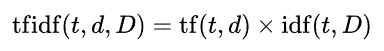 tfidf(t, d, D) = tf(t, d) × idf(t, D)